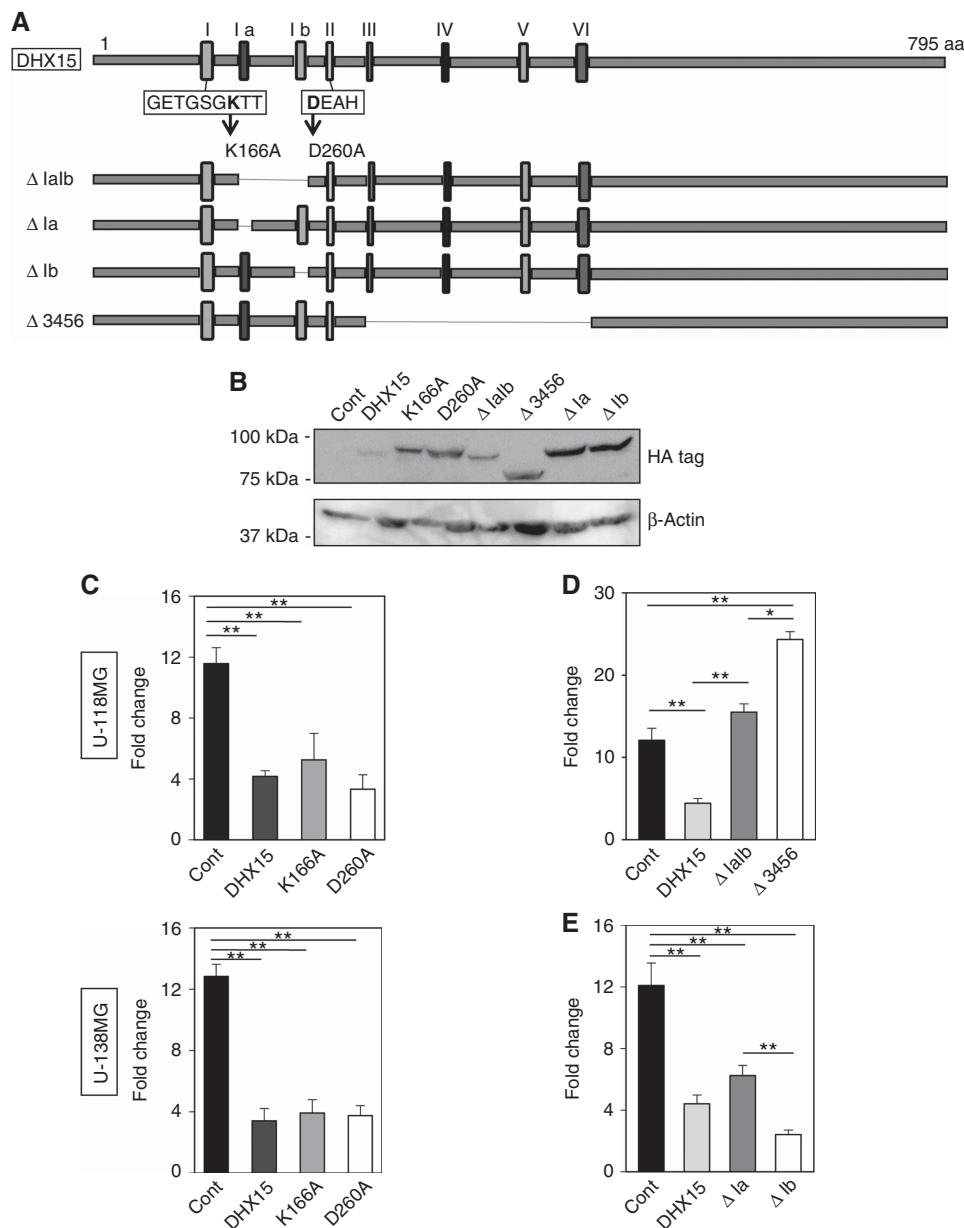 A
I I a I b II III IV V VI
1 795 aa
DHX15
GETGSGKTT DEAH
K166A D260A
Δ IaIb
Δ Ia
Δ Ib
Δ 3456
B
Cont DHX15 K166A D260A Δ IaIb Δ 3456 Δ Ia Δ Ib
100 kDa -
HA tag
75 kDa -
β-Actin
37 kDa -
C
U-118MG
Fold change
16
12
8
4
0
**
**
**
Cont DHX15 K166A D260A
D
Fold change
30
20
10
0
**
*
**
**
Cont DHX15 Δ IaIb Δ 3456
U-138MG
Fold change
16
12
8
4
0
**
**
**
Cont DHX15 K166A D260A
E
Fold change
16
12
8
4
0
**
**
**
**
Cont DHX15 Δ Ia Δ Ib